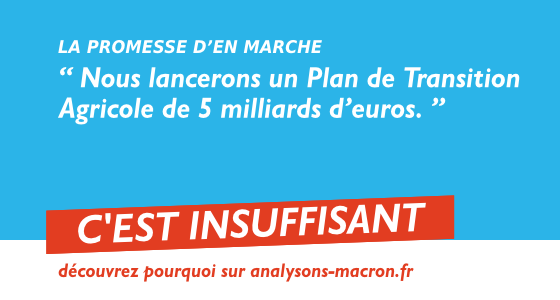 LA PROMESSE D’EN MARCHE
“ Nous lancerons un Plan de Transition
Agricole de 5 milliards d’euros. ”
C'EST INSUFFISANT
découvrez pourquoi sur analysons-macron.fr